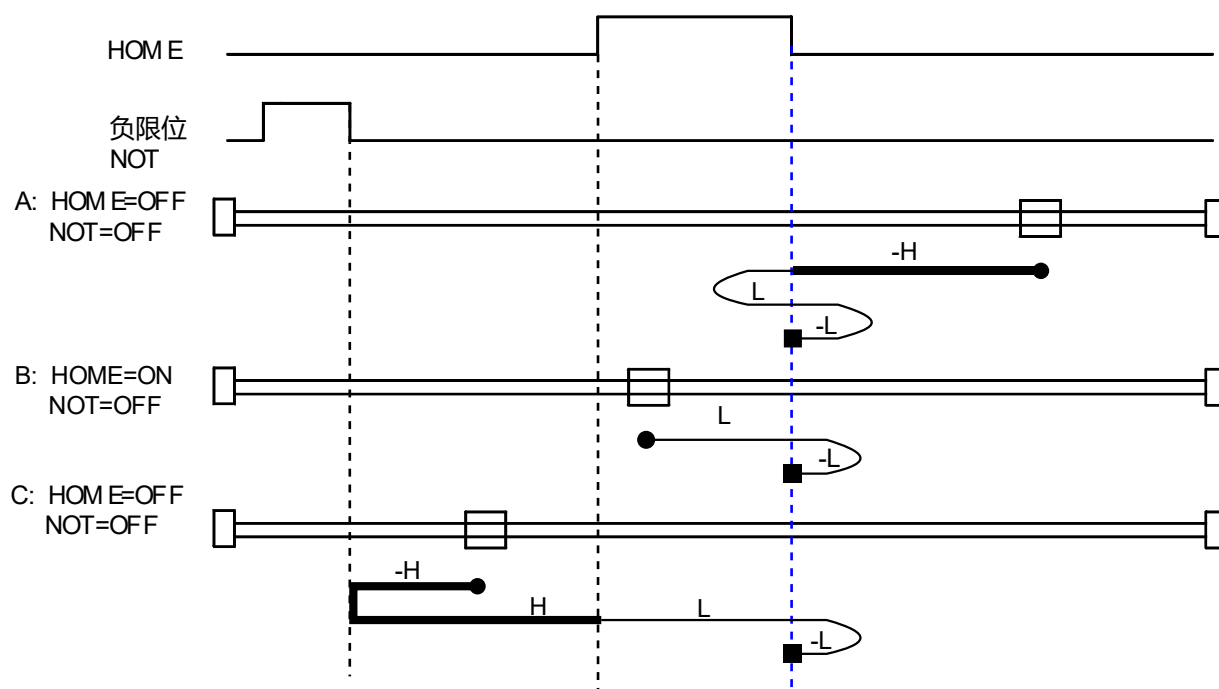 HOME
负限位
NOT
A: HOME=OFF
NOT=OFF
-H
L
-L
B: HOME=ON
NOT=OFF
L
-L
C: HOME=OFF
NOT=OFF
-H
H
L
-L